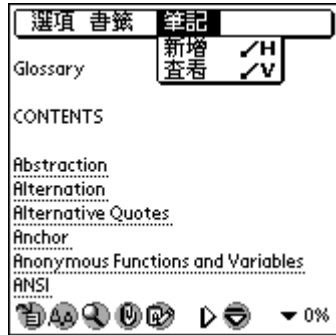 選項 書籤 筆記
新增 ／H
查看 ／V
Glossary
CONTENTS
Abstraction
Alternation
Alternative Quotes
Anchor
Anonymous Functions and Variables
ANSI
0%